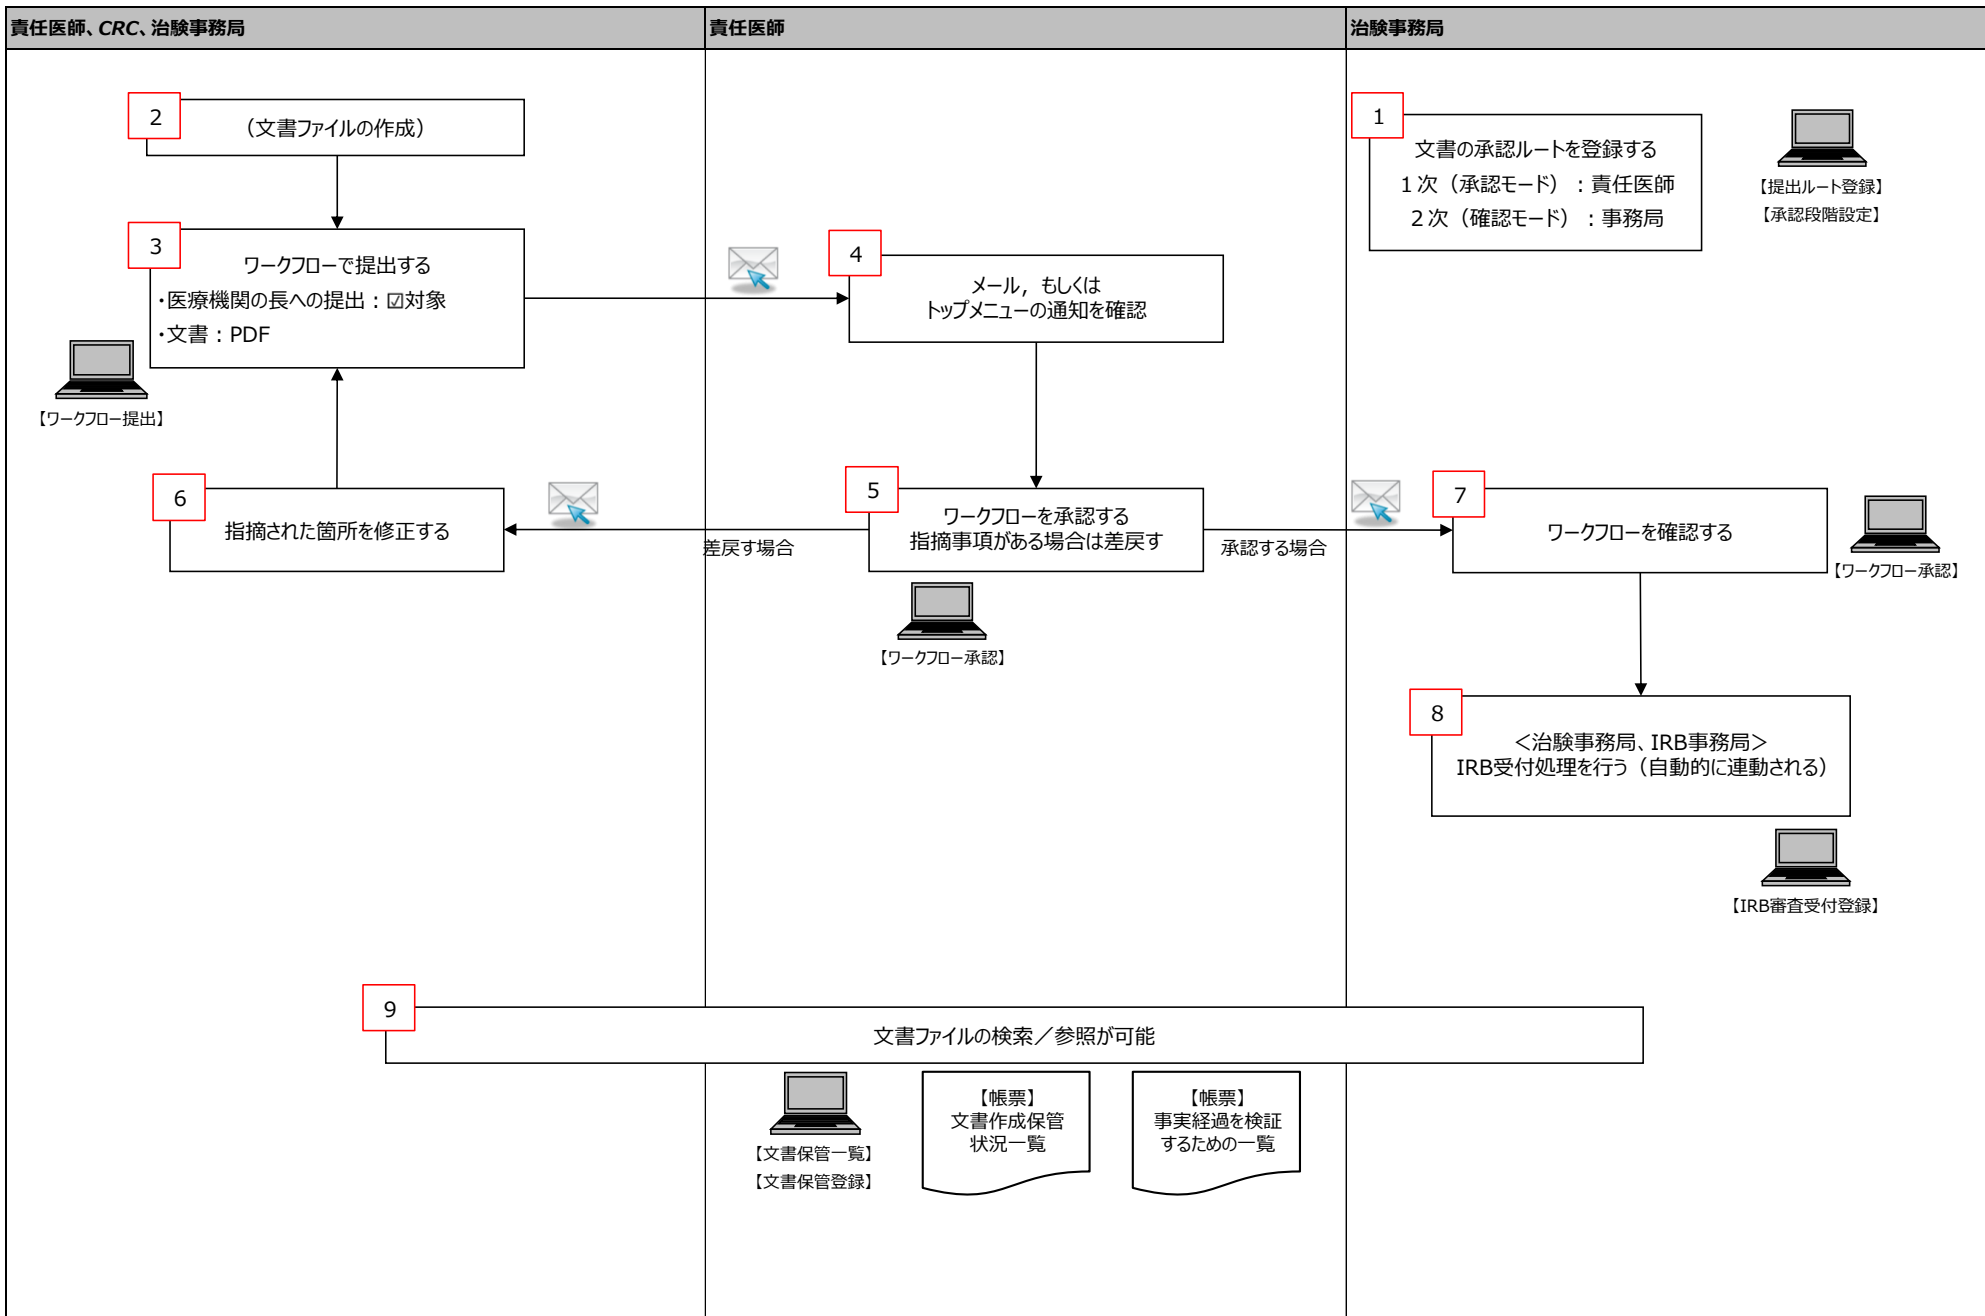 責任医師、CRC、治験事務局
責任医師
治験事務局
1
文書の承認ルートを登録する
1次（承認モード）：責任医師
2次（確認モード）：事務局
【提出ルート登録】
【承認段階設定】
2
（文書ファイルの作成）
3
ワークフローで提出する
・医療機関の長への提出：☑対象
・文書：PDF
【ワークフロー提出】
4
メール，もしくは
トップメニューの通知を確認
5
ワークフローを承認する
指摘事項がある場合は差戻す
【ワークフロー承認】
差戻す場合
承認する場合
6
指摘された箇所を修正する
7
ワークフローを確認する
【ワークフロー承認】
8
＜治験事務局、IRB事務局＞
IRB受付処理を行う（自動的に連動される）
【IRB審査受付登録】
9
文書ファイルの検索／参照が可能
【文書保管一覧】
【文書保管登録】
【帳票】
文書作成保管
状況一覧
【帳票】
事実経過を検証
するための一覧